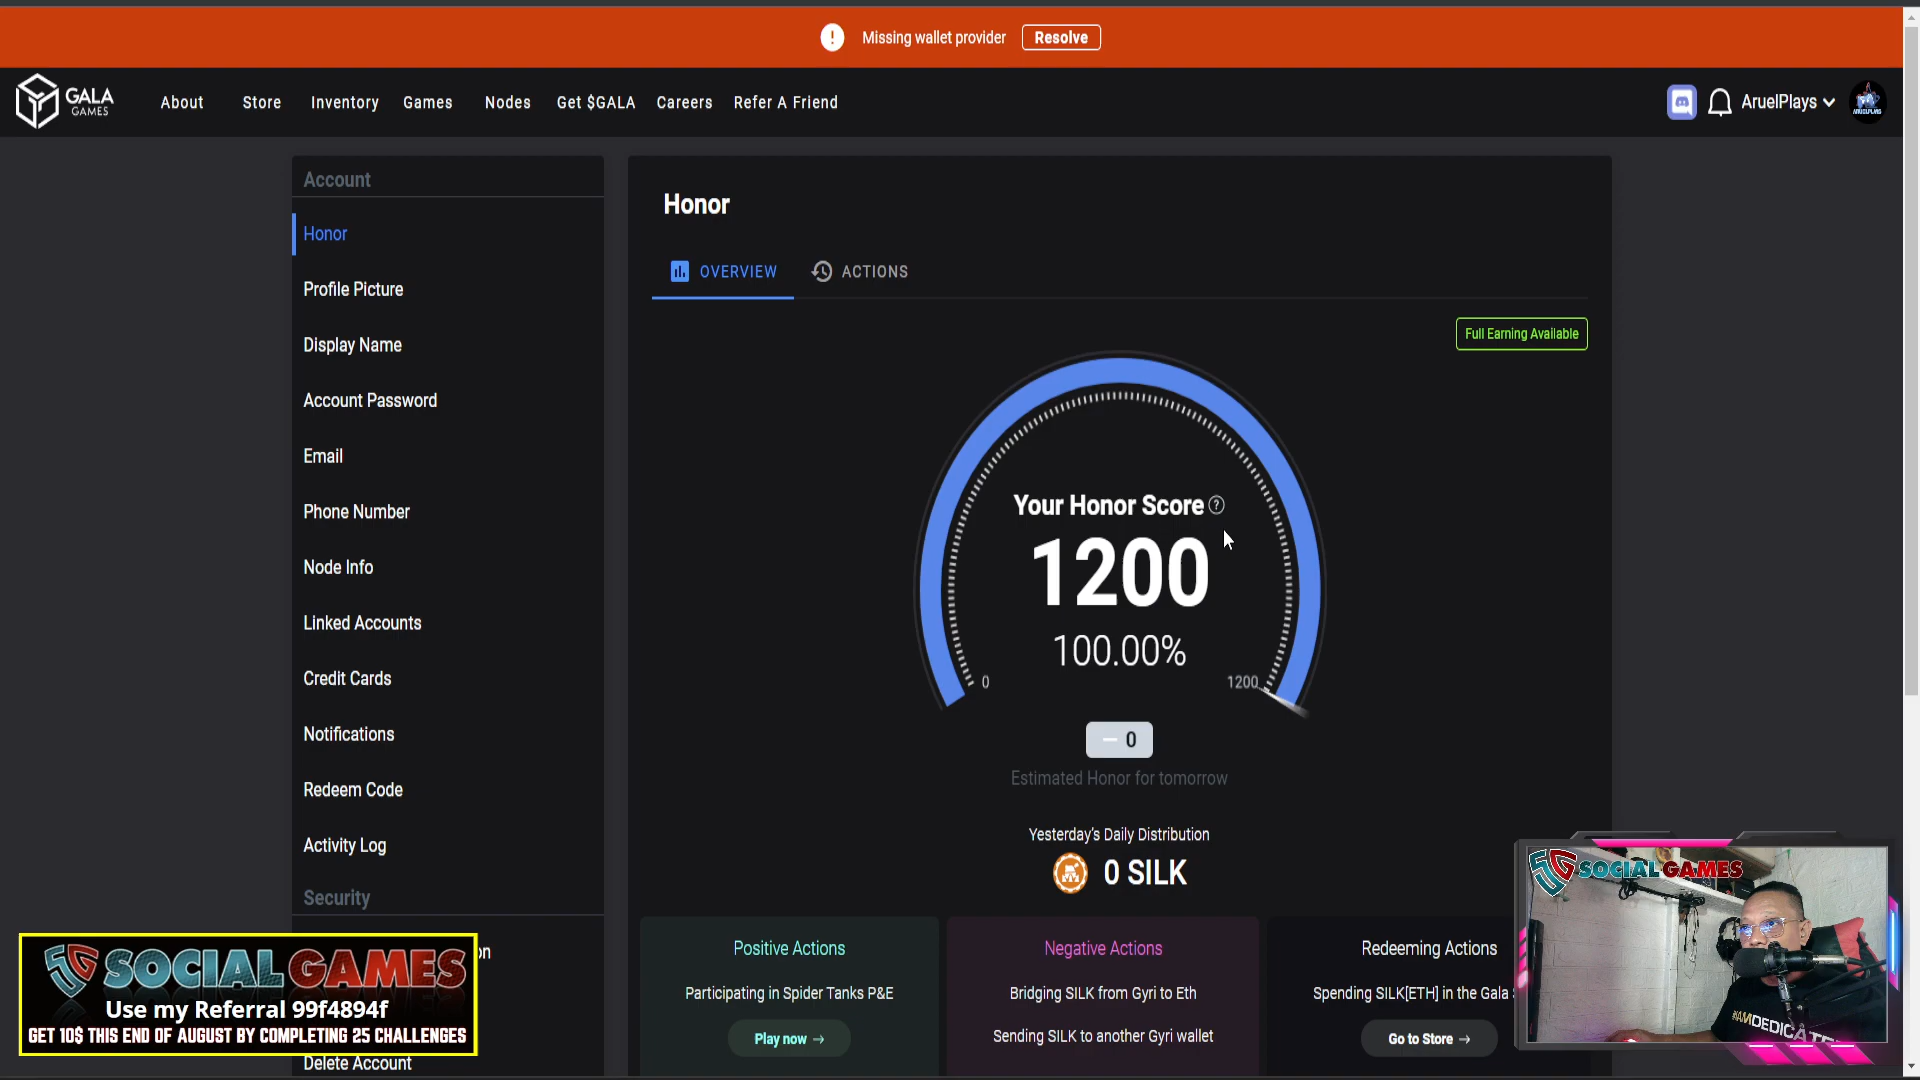 Missing wallet provider
Resolve
GALA
GAMES
About
Store
Inventory
Games
Nodes
Get $GALA
Careers
Refer A Friend
AruelPlays
Account
Honor
Profile Picture
Display Name
Account Password
Email
Phone Number
Node Info
Linked Accounts
Credit Cards
Notifications
Redeem Code
Activity Log
Security
on
Delete Account
Honor
OVERVIEW
ACTIONS
Full Earning Available
Your Honor Score
1200
100.00%
0
1200
0
Estimated Honor for tomorrow
Yesterday's Daily Distribution
0 SILK
Positive Actions
Participating in Spider Tanks P&E
Play now →
Negative Actions
Bridging SILK from Gyri to Eth
Sending SILK to another Gyri wallet
Redeeming Actions
Spending SILK[ETH] in the Gala
Go to Store →
SG SOCIAL GAMES
Use my Referral 99f4894f
GET 10$ THIS END OF AUGUST BY COMPLETING 25 CHALLENGES
SG SOCIAL GAMES